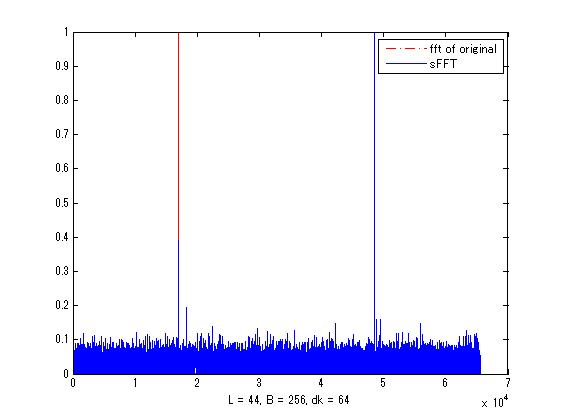 1
0.9
0.8
0.7
0.6
0.5
0.4
0.3
0.2
0.1
0
fft of original
sFFT
0 1 2 3 4 5 6 7
x 10^4
L = 44, B = 256, dk = 64